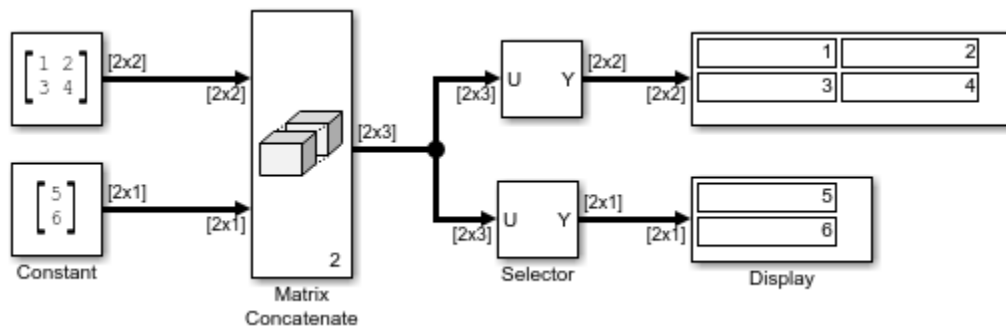 1 2
3 4
[2x2]
[2x2]
5
6
[2x1]
[2x1]
Constant
2
Matrix
Concatenate
[2x3]
[2x3]
U Y
[2x2]
[2x2]
1 2
3 4
[2x3]
U Y
Selector
[2x1]
[2x1]
5
6
Display